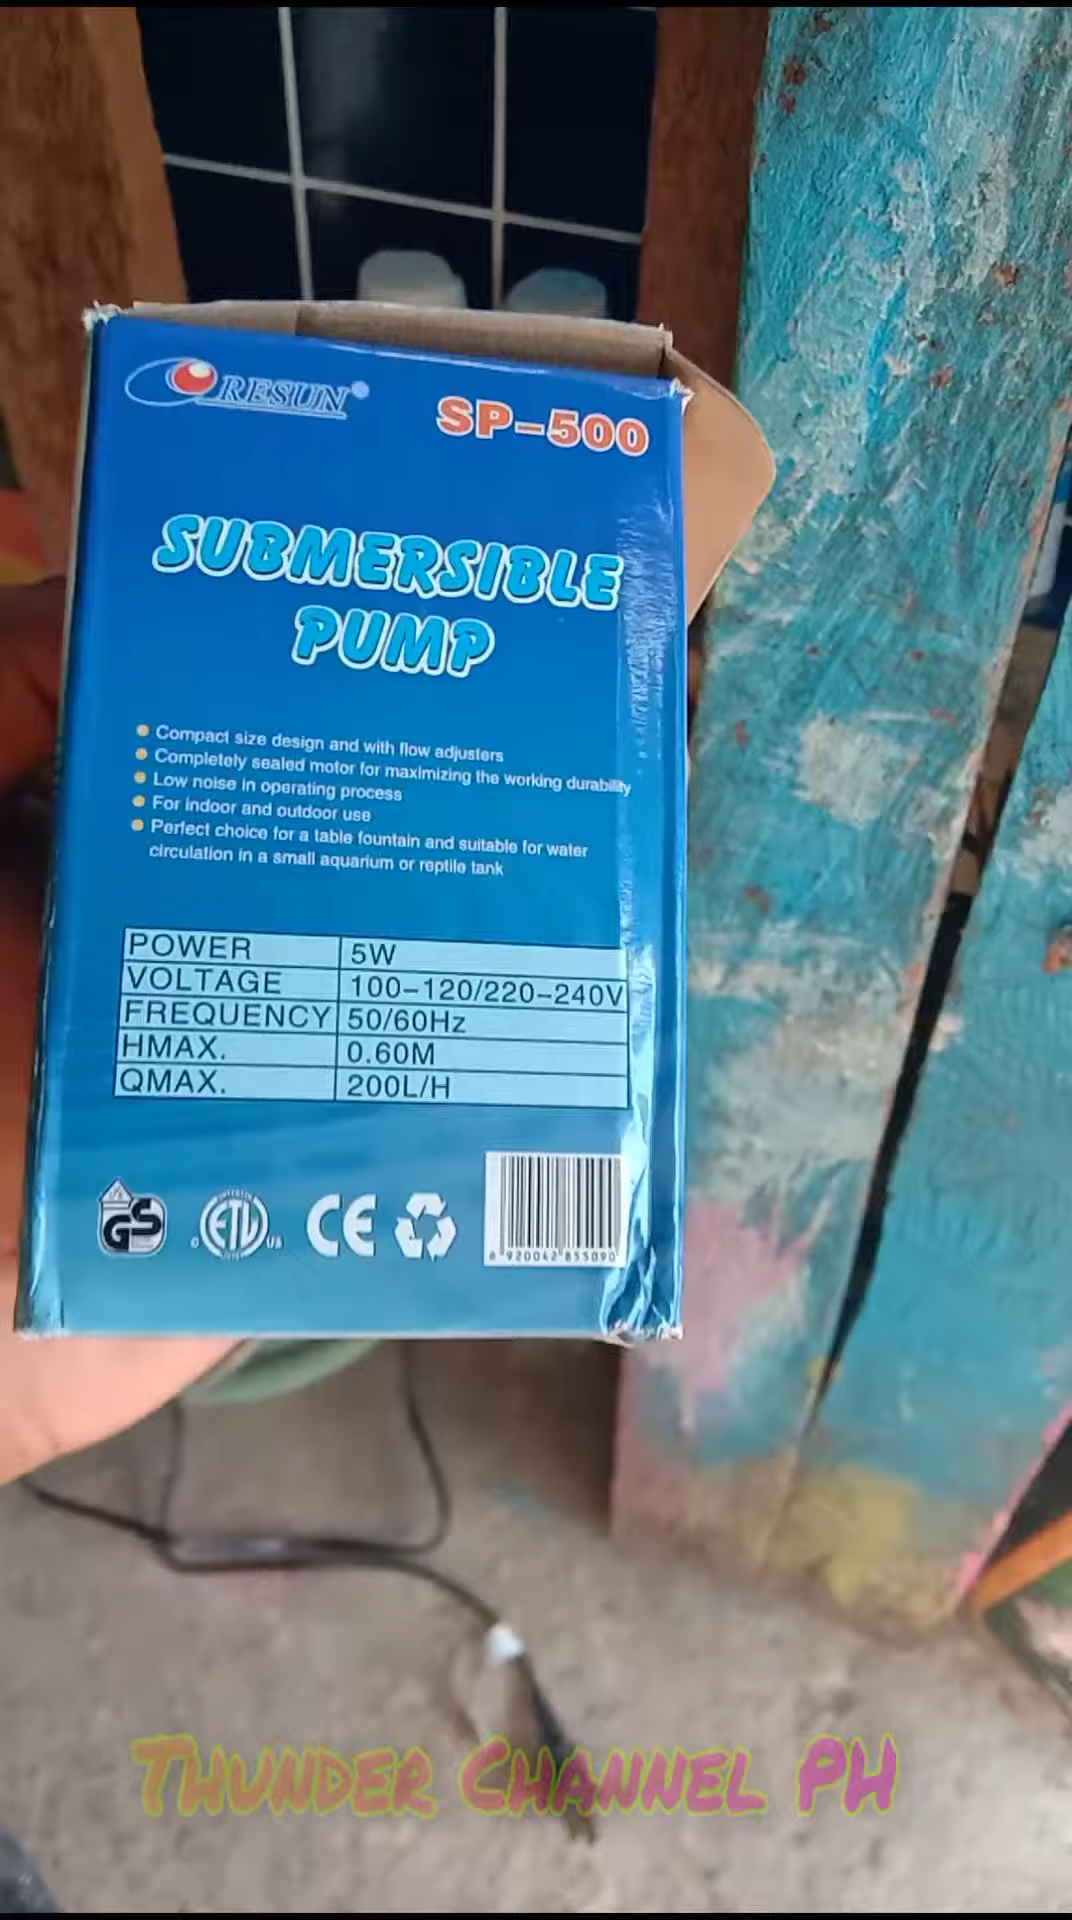 RESUN®
SP-500
SUBMERSIBLE
PUMP
Compact size design and with flow adjusters
Completely sealed motor for maximizing the working durability
Low noise in operating process
For indoor and outdoor use
Perfect choice for a table fountain and suitable for water
circulation in a small aquarium or reptile tank
POWER 5W
VOLTAGE 100-120/220-240V
FREQUENCY 50/60Hz
HMAX. 0.60M
QMAX. 200L/H
GS
ETL
CE
8 920042 855090
THUNDER CHANNEL PH